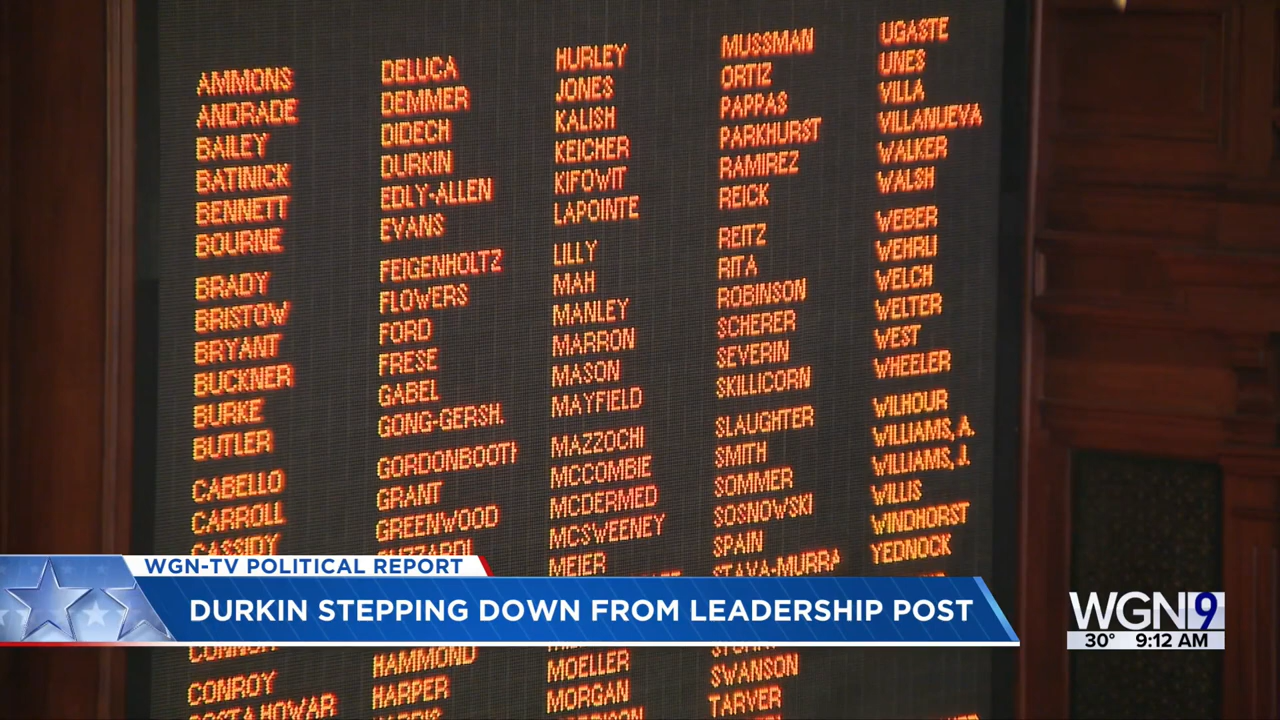 AMMONS
ANDRADE
BAILEY
BATINICK
BENNETT
BOURNE
BRADY
BRISTOW
BRYANT
BUCKNER
BURKE
BUTLER
CABELLO
CARROLL
CASSIDY
CONROY
DELUCA
DEMMER
DIDECH
DURKIN
EDLY-ALLEN
EVANS
FEIGENHOLTZ
FLOWERS
FORD
FRESE
GABEL
GONG-GERSH.
GORDONBOOTH
GRANT
GREENWOOD
HAMMOND
HARPER
HURLEY
JONES
KALISH
KEICHER
KIFOWIT
LAPOINTE
LILLY
MAH
MANLEY
MARRON
MASON
MAYFIELD
MAZZOCHI
MCCOMBIE
MCDERMED
MCSWEENEY
MEIER
MOELLER
MORGAN
MUSSMAN
ORTIZ
PAPPAS
PARKHURST
RAMIREZ
REICK
REITZ
RITA
ROBINSON
SCHERER
SEVERIN
SKILLICORN
SLAUGHTER
SMITH
SOMMER
SOSNOWSKI
SPAIN
STAVA-MURRA
SWANSON
TARVER
UGASTE
UNES
VILLA
VILLANUEVA
WALKER
WALSH
WEBER
WEHRLI
WELCH
WELTER
WEST
WHEELER
WILHOUR
WILLIAMS, A.
WILLIAMS, J.
WILLIS
WINDHORST
YEDNOCK
WGN-TV POLITICAL REPORT
DURKIN STEPPING DOWN FROM LEADERSHIP POST
WGN9
30° 9:12 AM